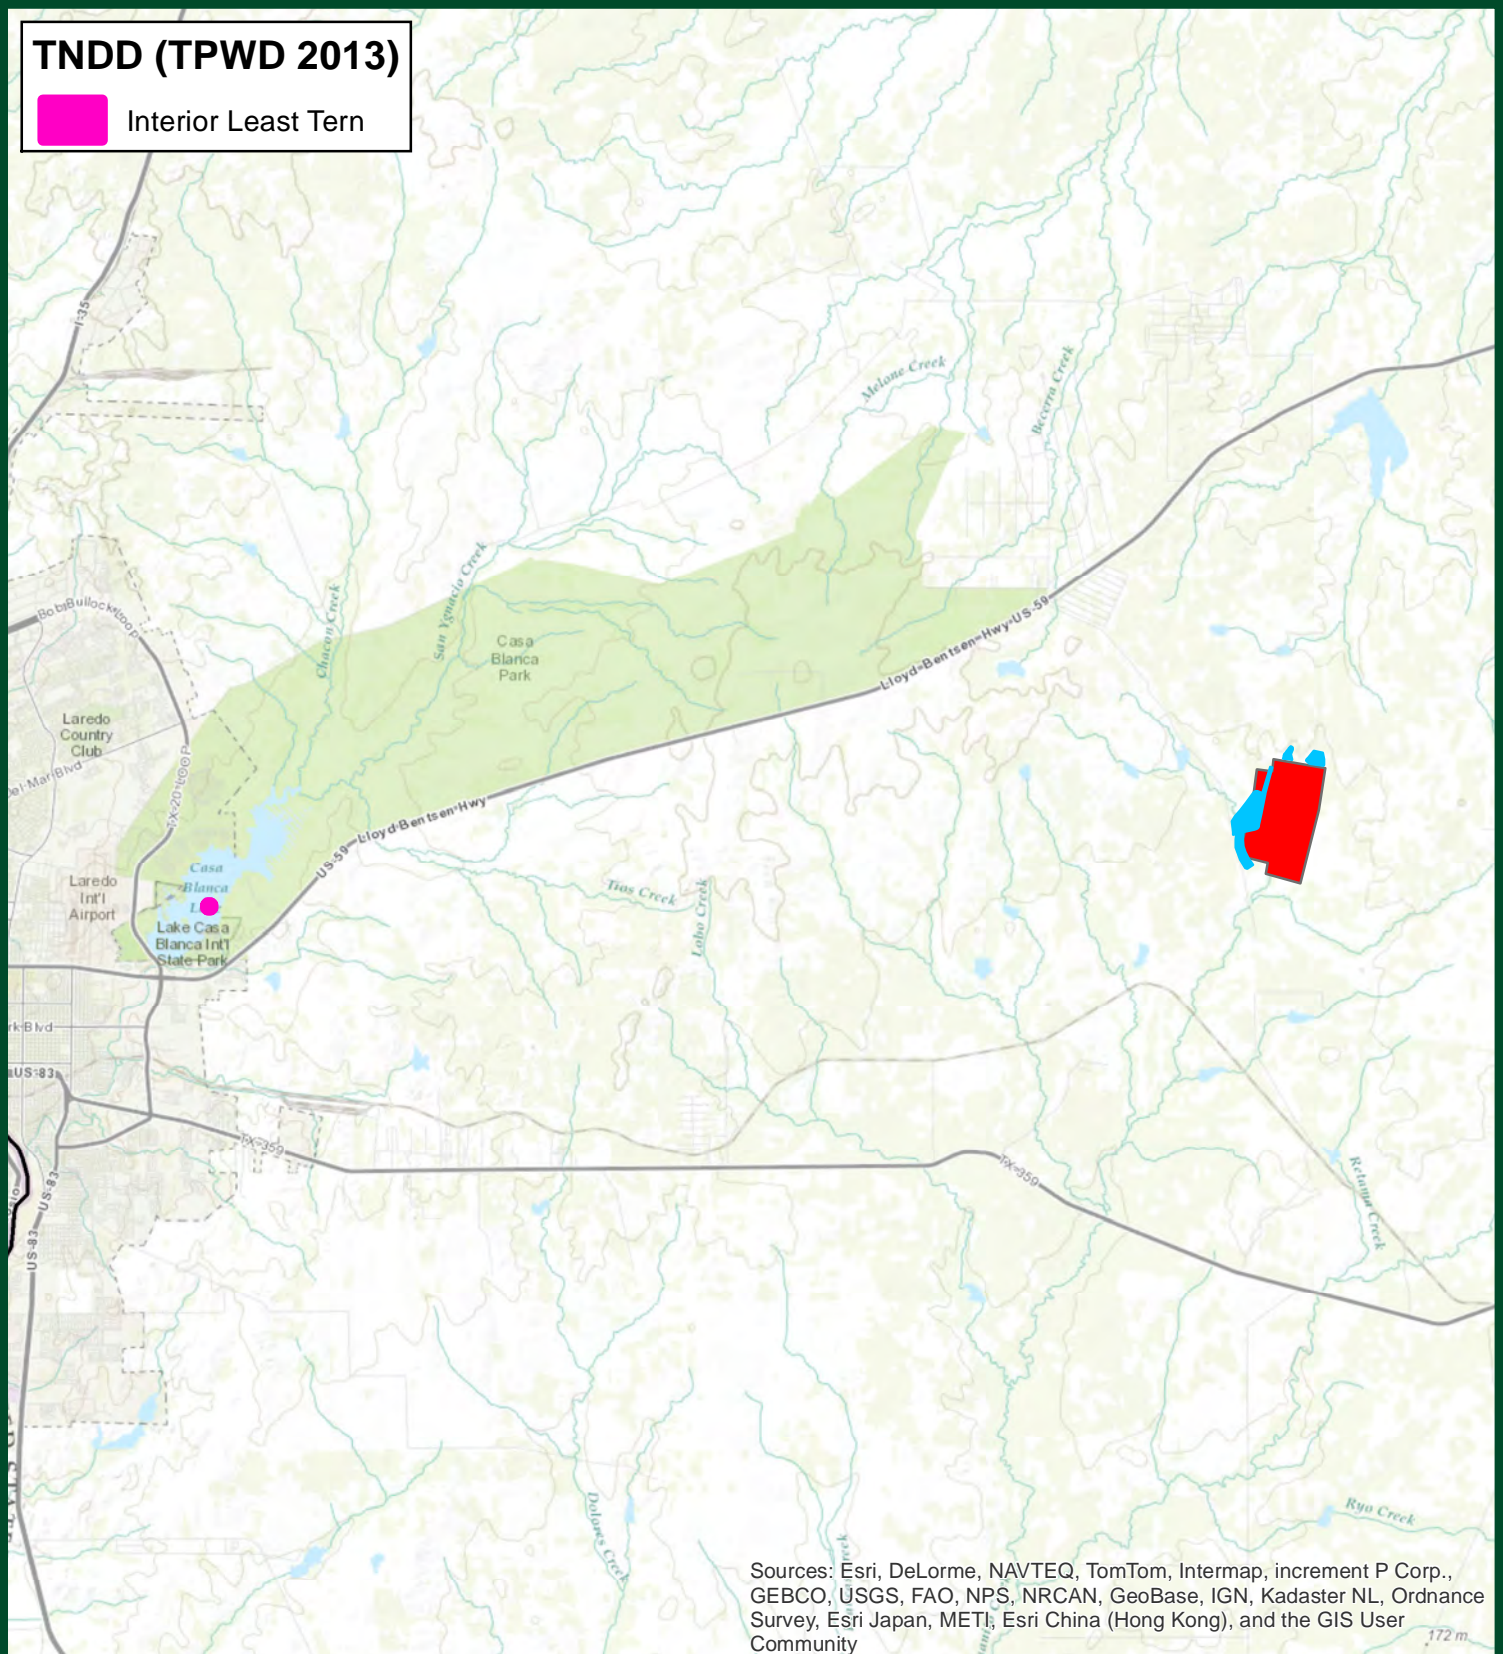 TNDD (TPWD 2013)
Interior Least Tern
I-35
Melone Creek
Becerra Creek
Bob Bullock Loop
Chacon Creek
San Ygnacio Creek
Casa
Blanca
Park
Lloyd-Bentsen-Hwy-US-59
Laredo
Country
Club
Del-Mar-Blvd
TX-20-LOOP
US-59
Lloyd-Bentsen-Hwy
Casa
Blanca
Laredo
Int'l
Airport
Lake Casa
Blanca Int'l
State-Park
Tios Creek
Lobo Creek
rk-Blvd
US-83
TX-359
US-83
TX-359
US-83
Retama Creek
Dolores Creek
Ryo Creek
Sources: Esri, DeLorme, NAVTEQ, TomTom, Intermap, increment P Corp.,
GEBCO, USGS, FAO, NPS, NRCAN, GeoBase, IGN, Kadaster NL, Ordnance
Survey, Esri Japan, METI, Esri China (Hong Kong), and the GIS User
Community
172 m